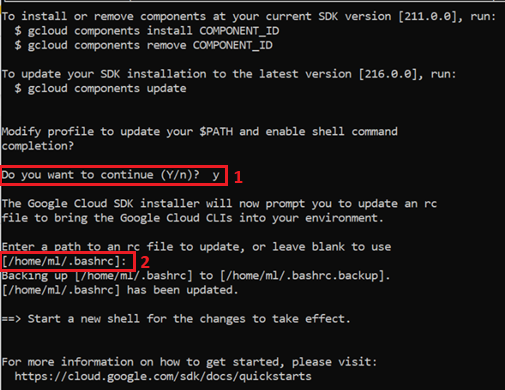 To install or remove components at your current SDK version [211.0.0], run:
$ gcloud components install COMPONENT_ID
$ gcloud components remove COMPONENT_ID
To update your SDK installation to the latest version [216.0.0], run:
$ gcloud components update
Modify profile to update your $PATH and enable shell command
completion?
Do you want to continue (Y/n)? y 1
The Google Cloud SDK installer will now prompt you to update an rc
file to bring the Google Cloud CLIs into your environment.
Enter a path to an rc file to update, or leave blank to use
[/home/ml/.bashrc]: 2
Backing up [/home/ml/.bashrc] to [/home/ml/.bashrc.backup].
[/home/ml/.bashrc] has been updated.
==> Start a new shell for the changes to take effect.
For more information on how to get started, please visit:
https://cloud.google.com/sdk/docs/quickstarts